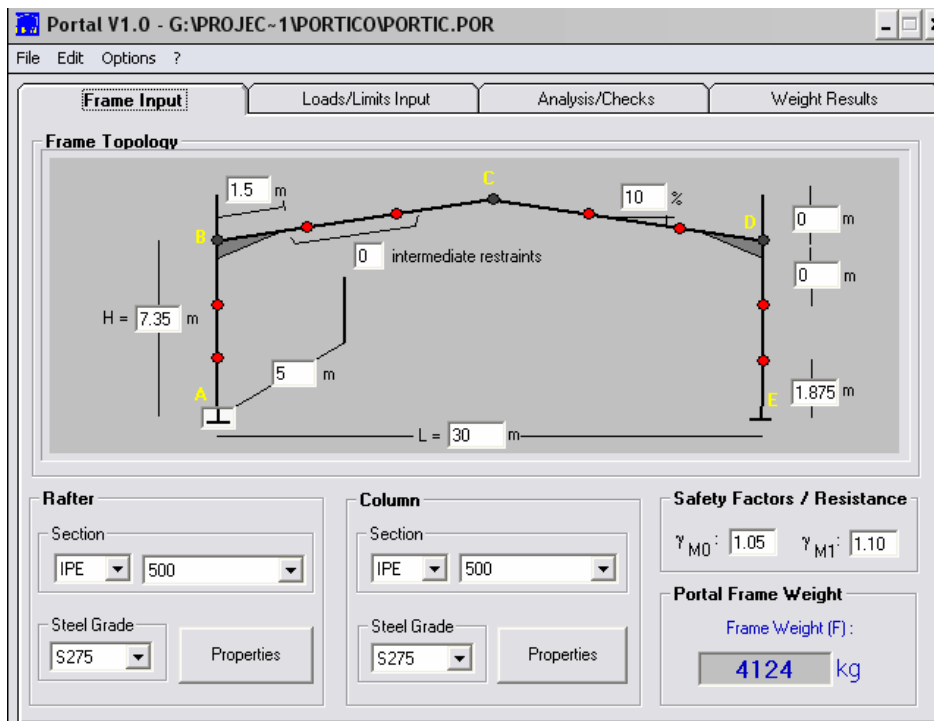 Portal V1.0 - G:\PROJEC~1\PORTICO\PORTIC.POR
File Edit Options ?
Frame Input Loads/Limits Input Analysis/Checks Weight Results
Frame Topology
C
1.5 m
10 %
B
D
0 m
0 intermediate restraints
0 m
H = 7.35 m
5 m
A
E
1.875 m
L = 30 m
Rafter
Section
IPE 500
Steel Grade
S275
Properties
Column
Section
IPE 500
Steel Grade
S275
Properties
Safety Factors / Resistance
γM0: 1.05 γM1: 1.10
Portal Frame Weight
Frame Weight (F) :
4124 kg